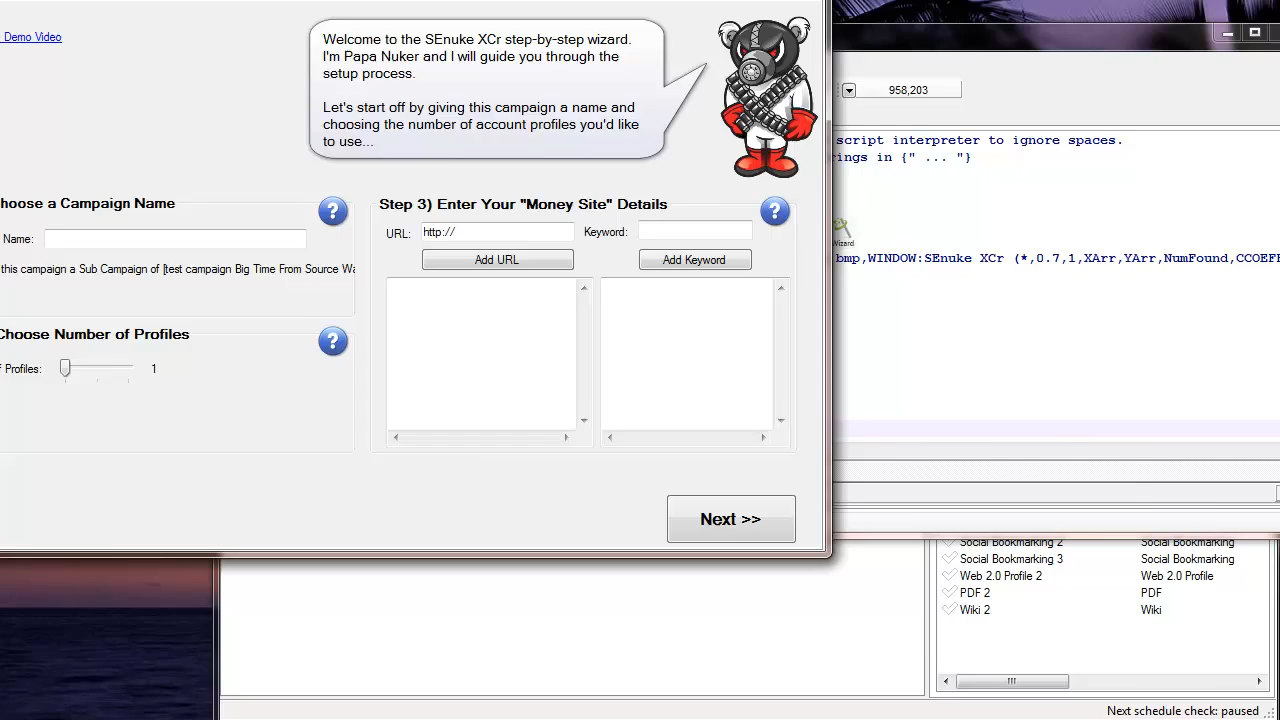 Demo Video
Welcome to the SEnuke XCr step-by-step wizard.
I'm Papa Nuker and I will guide you through the
setup process.
Let's start off by giving this campaign a name and
choosing the number of account profiles you'd like
to use...
958,203
script interpreter to ignore spaces.
rings in {" ... "}
hoose a Campaign Name
Step 3) Enter Your "Money Site" Details
Name:
URL:
http://
Keyword:
Wizard
Add URL
Add Keyword
bmp,WINDOW:SEnuke XCr (*,0.7,1,XArr,YArr,NumFound,CCOEFF
this campaign a Sub Campaign of [test campaign Big Time From Source Wa
Choose Number of Profiles
Profiles:
1
Next >>
Social Bookmarking 2
Social Bookmarking
Social Bookmarking 3
Social Bookmarking
Web 2.0 Profile 2
Web 2.0 Profile
PDF 2
PDF
Wiki 2
Wiki
Next schedule check: paused